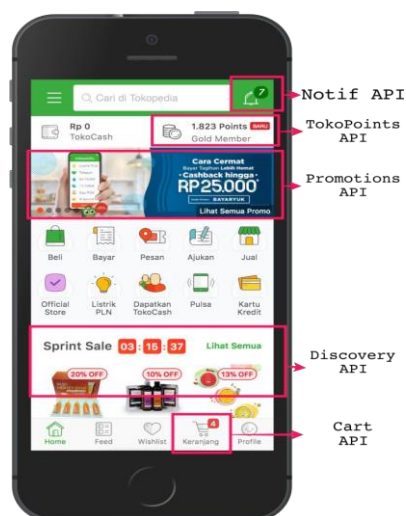 7
Cari di Tokopedia
Notif API
Rp 0
TokoCash
1.823 Points BARU
Gold Member
TokoPoints
API
Cara Cermat
Bayar Tagihan Lebih Hemat
Cashback hingga
RP25.000*
BAYARYUK
Lihat Semua Promo
Promotions
API
Beli Bayar Pesan Ajukan Jual
Official Store
Listrik PLN
Dapatkan TokoCash
Pulsa
Kartu Kredit
Sprint Sale 03 : 15 : 37 Lihat Semua
20% OFF 10% OFF 13% OFF
Discovery
API
4
Home Feed Wishlist Keranjang Profile
Cart
API